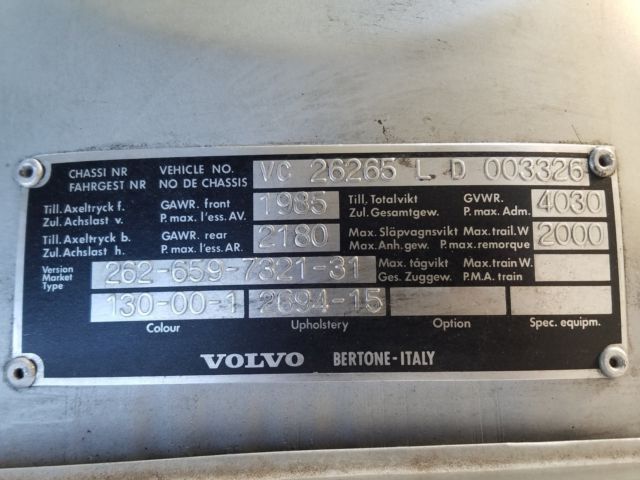 CHASSI NR VEHICLE NO. VC 26265 L D 003326
FAHRGEST NR NO DE CHASSIS
Till. Axeltryck f. GAWR. front 1985 Till. Totalvikt GVWR. 4030
Zul. Achslast v. P. max. l'ess. AV. Zul. Gesamtgew. P. max. Adm.
Till. Axeltryck b. GAWR. rear 2180 Max. Släpvagnsvikt Max. trail. W 2000
Zul. Achslast h. P. max. l'ess. AR. Max. Anh. gew. P. max. remorque
Version Market Type 262-659-7321-31 Max. tågvikt Max. train W.
Ges. Zuggew. P.M.A. train
130-00-1 2694-15
Colour Upholstery Option Spec. equipm.
VOLVO BERTONE-ITALY